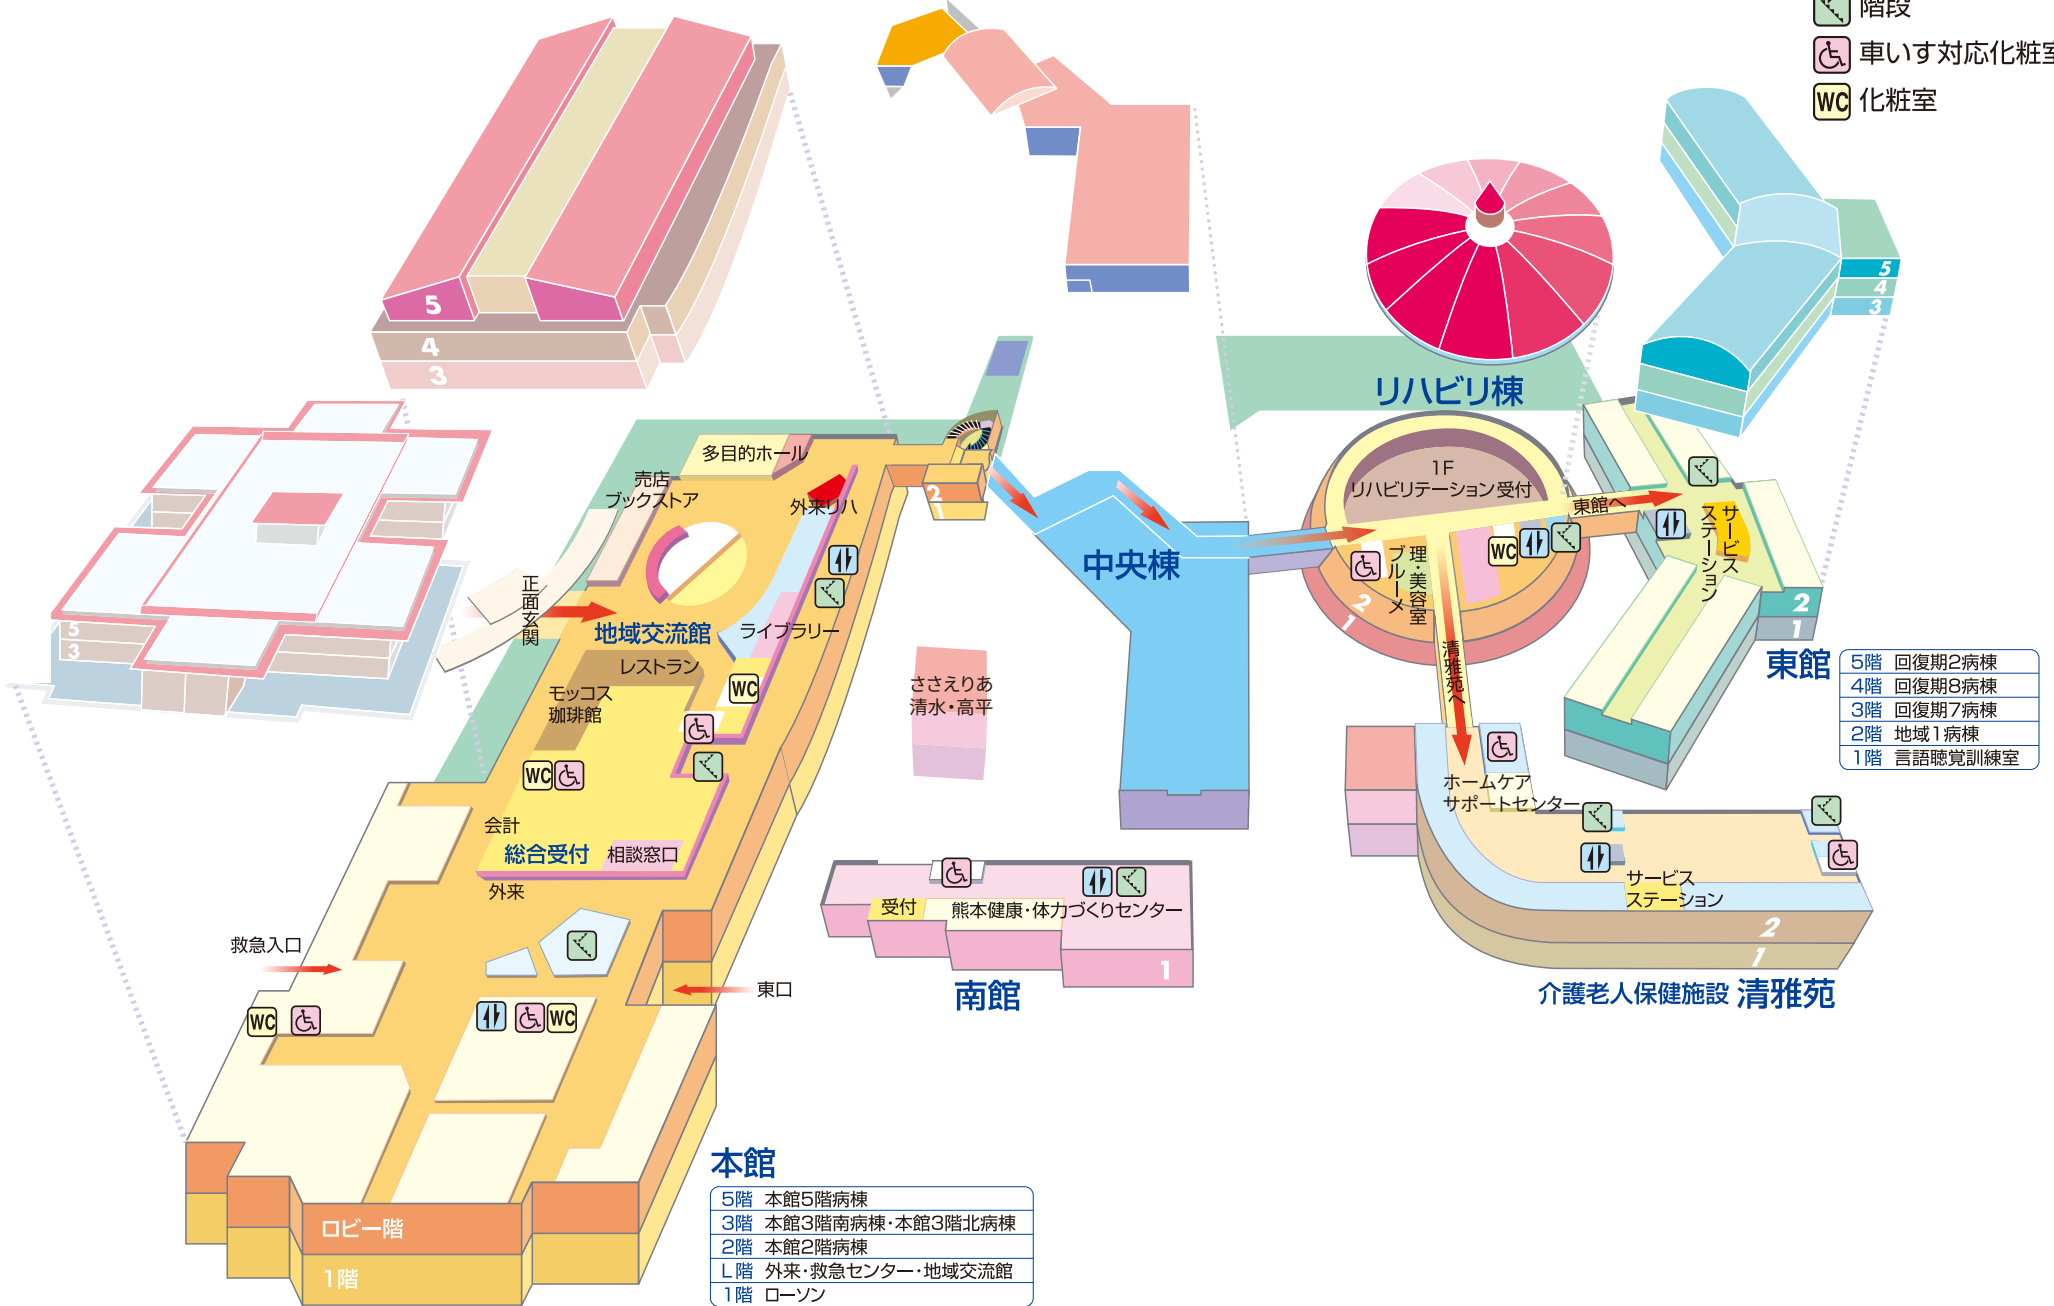 階段
車いす対応化粧室
WC 化粧室
5
4
3
5
3
5
4
3
リハビリ棟
多目的ホール
売店
ブックストア
外来リハ
2
1
1F
リハビリテーション受付
東館へ
サービス
ステーション
中央棟
理・美容室
ブルーメ
WC
2
1
清雅苑へ
2
1
正面玄関
地域交流館
ライブラリー
レストラン
モッコス
珈琲館
WC
WC
ささえりあ
清水・高平
東館
5階 回復期2病棟
4階 回復期8病棟
3階 回復期7病棟
2階 地域1病棟
1階 言語聴覚訓練室
ホームケア
サポートセンター
会計
総合受付
相談窓口
外来
サービス
ステーション
2
1
受付
熊本健康・体力づくりセンター
1
南館
介護老人保健施設 清雅苑
救急入口
東口
WC
WC
本館
5階 本館5階病棟
3階 本館3階南病棟・本館3階北病棟
2階 本館2階病棟
L階 外来・救急センター・地域交流館
1階 ローソン
ロビー階
1階